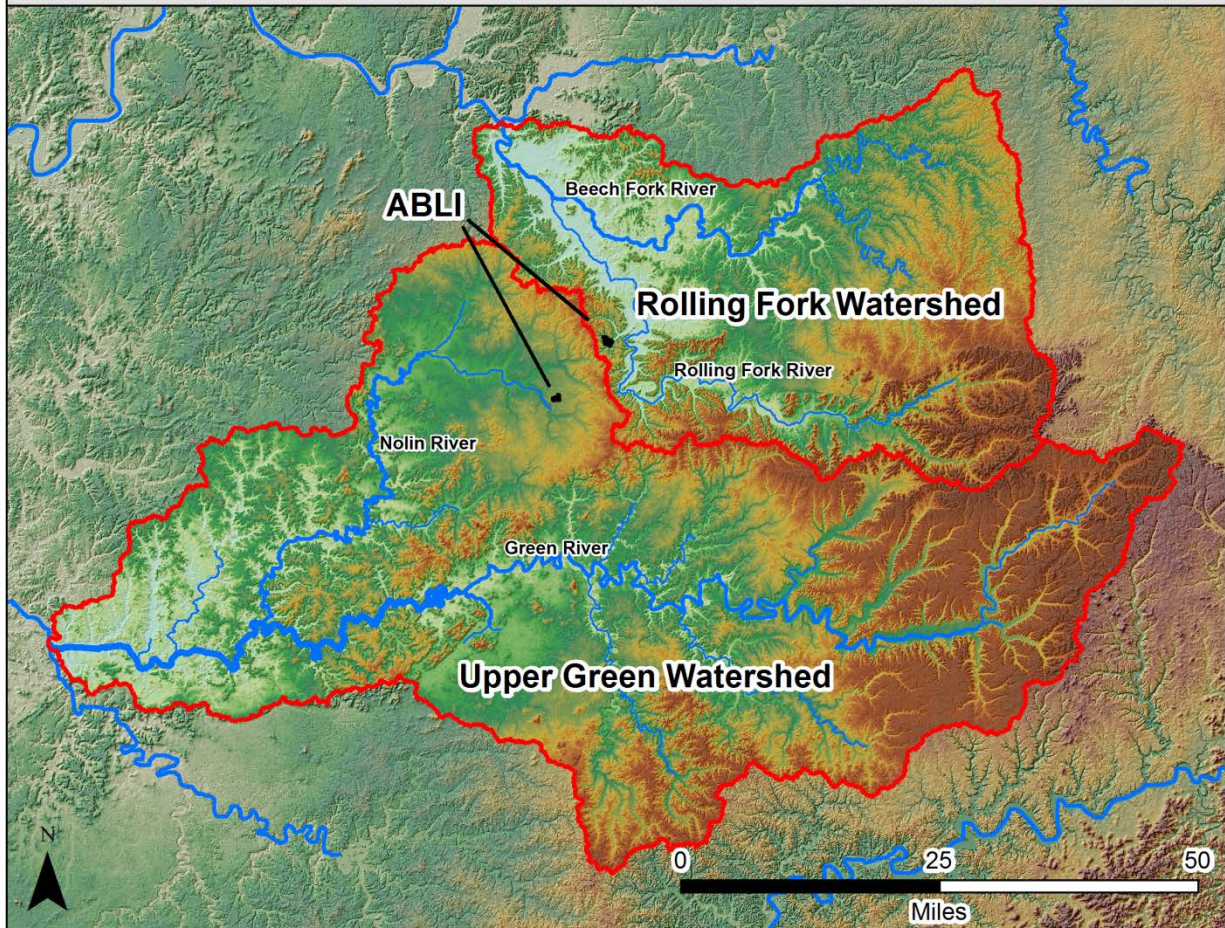 Beech Fork River
ABLI
Rolling Fork Watershed
Rolling Fork River
Nolin River
Green River
Upper Green Watershed
N
0 25 50
Miles